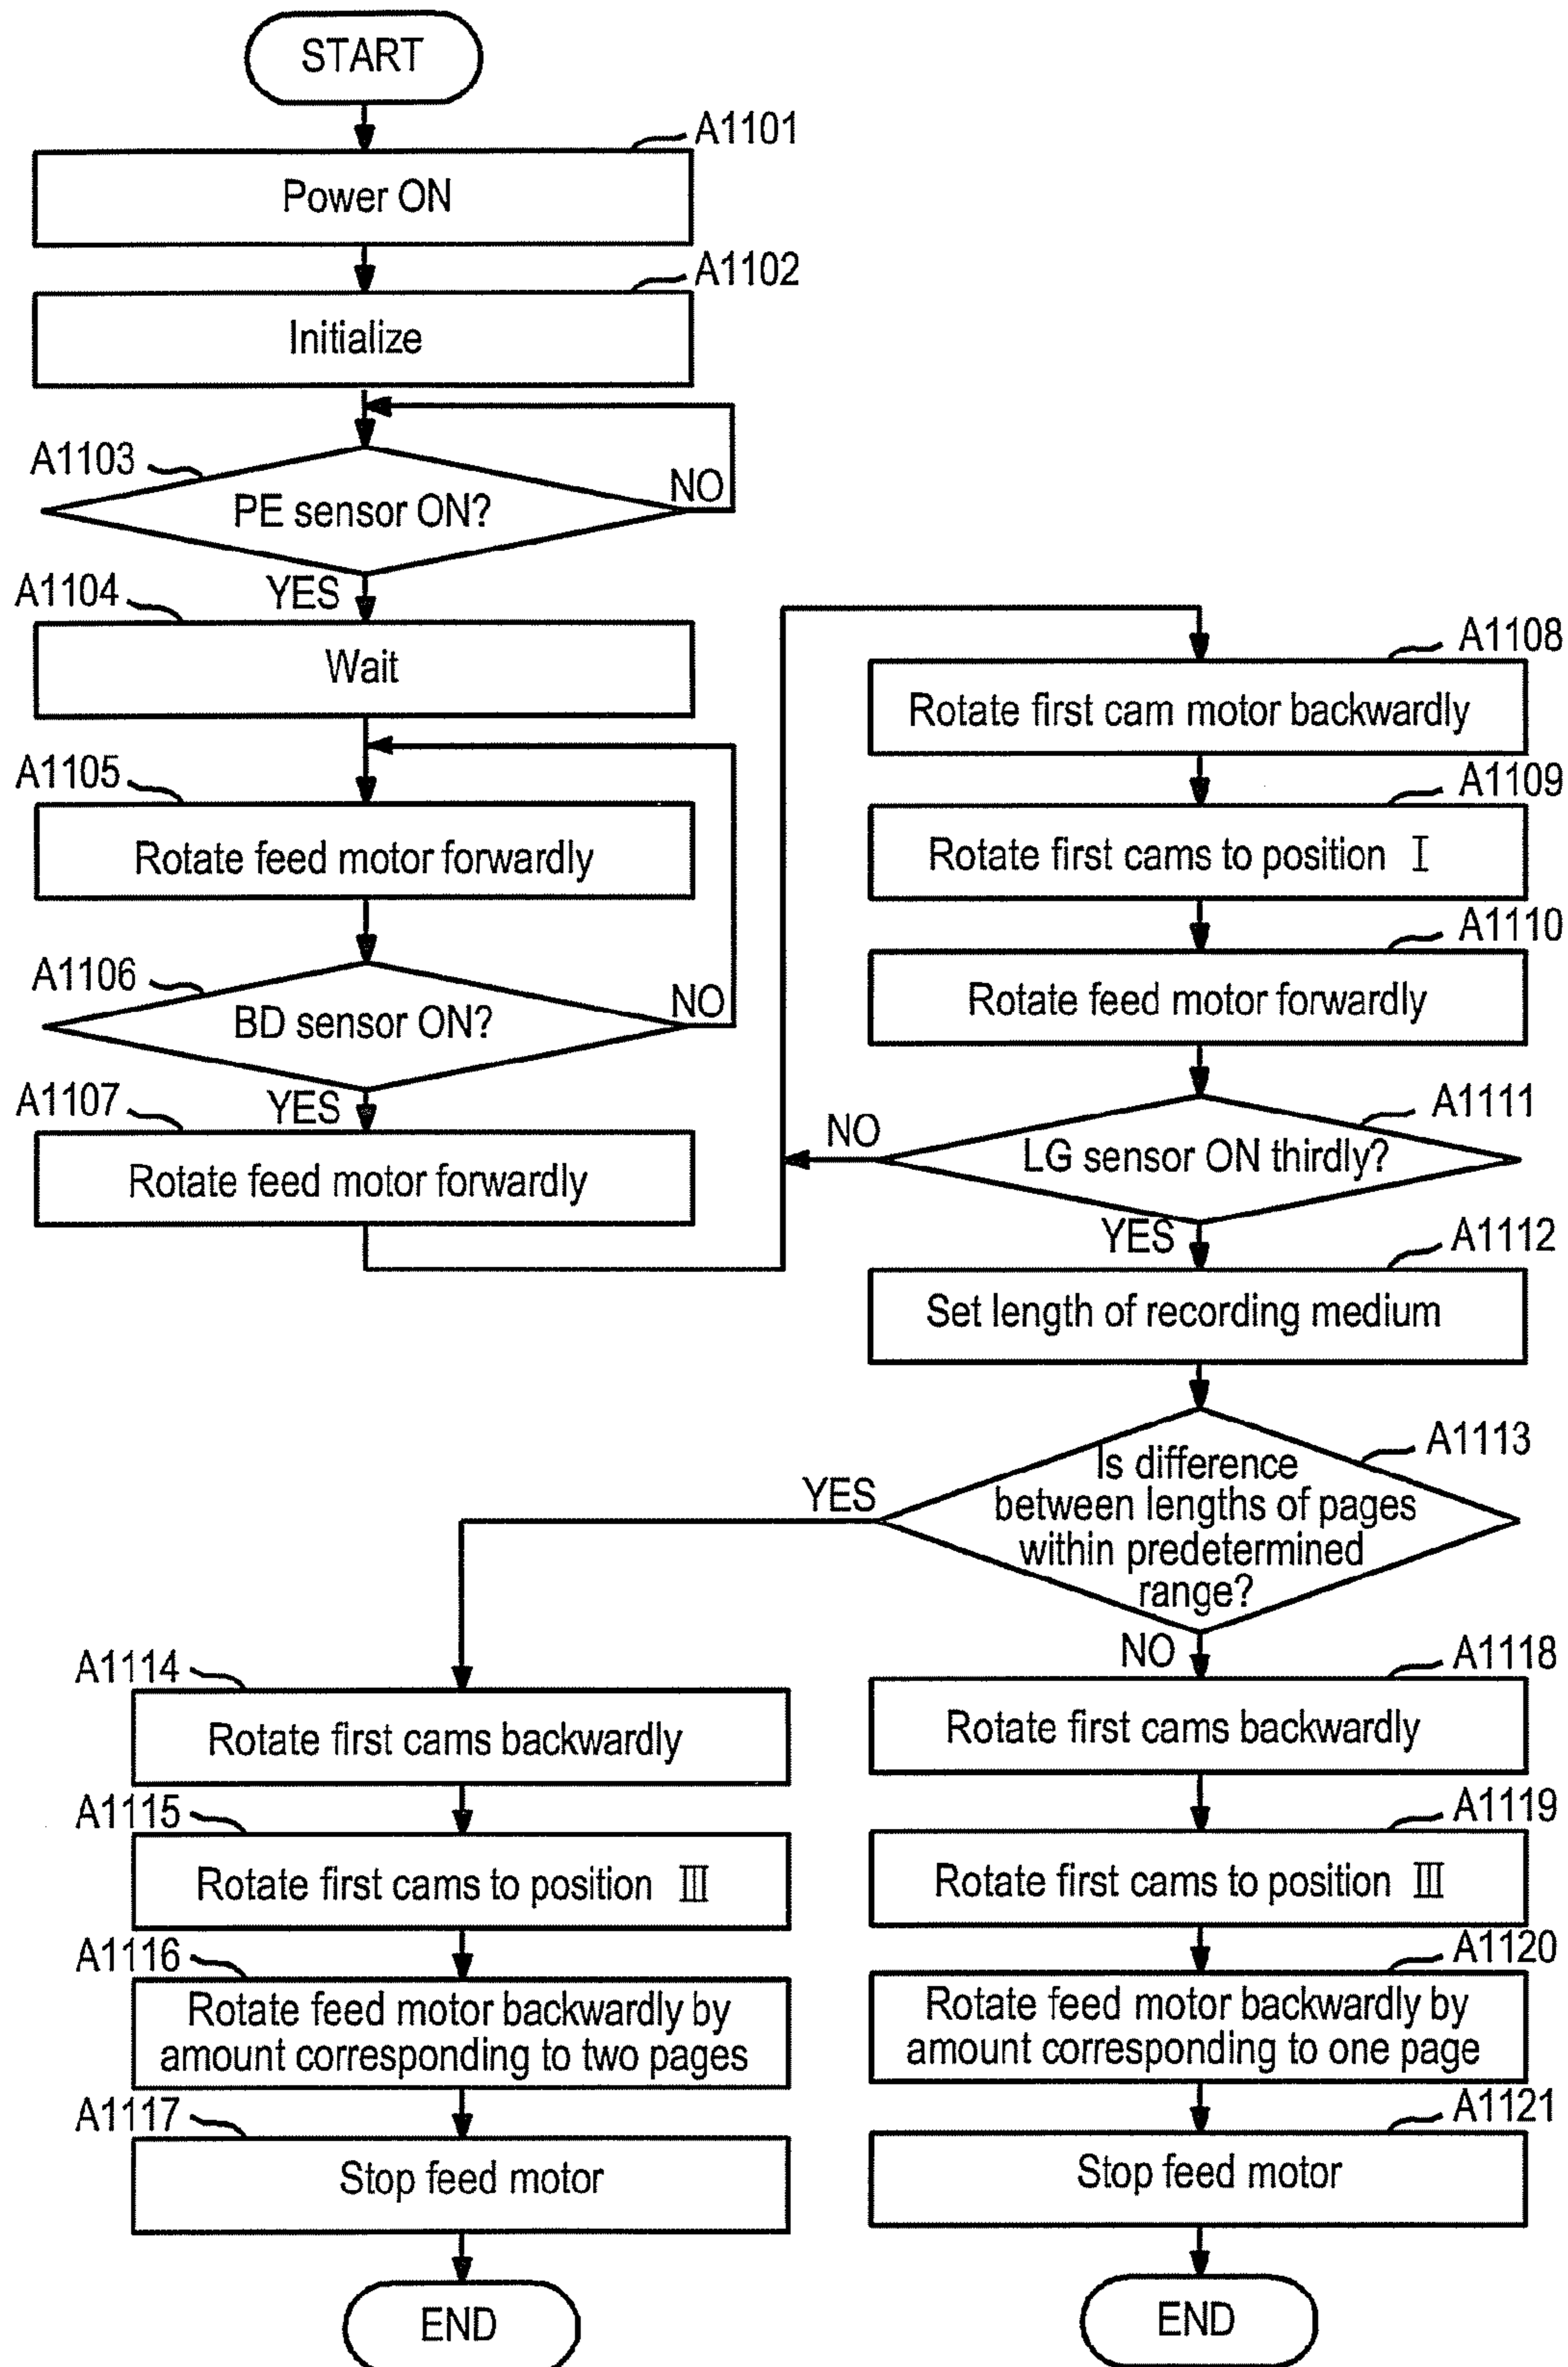 START
A1101
Power ON
A1102
Initialize
A1103
PE sensor ON?
NO
YES
A1104
Wait
A1105
Rotate feed motor forwardly
A1106
BD sensor ON?
NO
YES
A1107
Rotate feed motor forwardly
A1108
Rotate first cam motor backwardly
A1109
Rotate first cams to position I
A1110
Rotate feed motor forwardly
A1111
LG sensor ON thirdly?
NO
YES
A1112
Set length of recording medium
A1113
Is difference
between lengths of pages
within predetermined
range?
YES
NO
A1114
Rotate first cams backwardly
A1115
Rotate first cams to position III
A1116
Rotate feed motor backwardly by
amount corresponding to two pages
A1117
Stop feed motor
END
A1118
Rotate first cams backwardly
A1119
Rotate first cams to position III
A1120
Rotate feed motor backwardly by
amount corresponding to one page
A1121
Stop feed motor
END